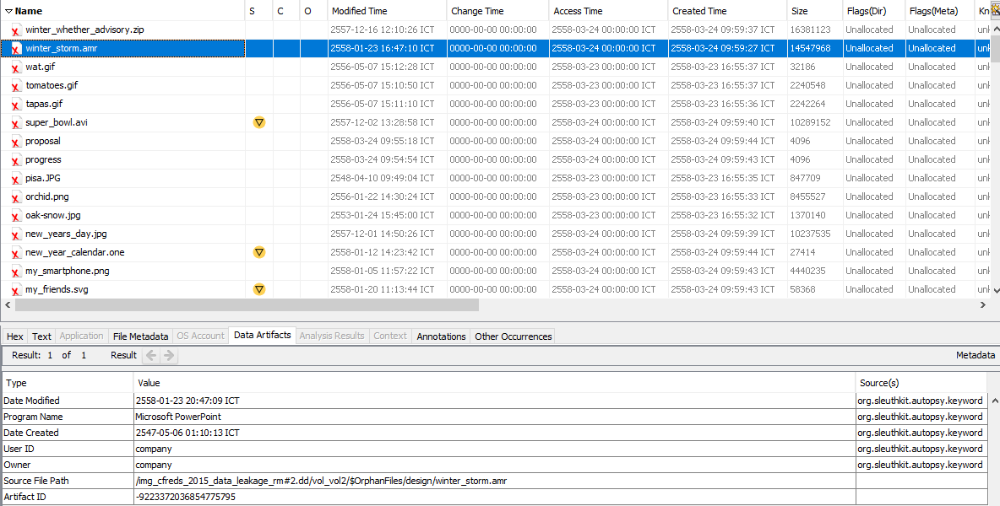 Name S C O Modified Time Change Time Access Time Created Time Size Flags(Dir) Flags(Meta) Kn
winter_whether_advisory.zip 2557-12-16 12:10:26 ICT 0000-00-00 00:00:00 2558-03-24 00:00:00 ICT 2558-03-24 09:59:37 ICT 16381123 Unallocated Unallocated unk
winter_storm.amr 2558-01-23 16:47:10 ICT 0000-00-00 00:00:00 2558-03-24 00:00:00 ICT 2558-03-24 09:59:27 ICT 14547968 Unallocated Unallocated unk
wat.gif 2556-05-07 15:12:28 ICT 0000-00-00 00:00:00 2558-03-23 00:00:00 ICT 2558-03-23 16:55:37 ICT 32186 Unallocated Unallocated unk
tomatoes.gif 2556-05-07 15:10:50 ICT 0000-00-00 00:00:00 2558-03-23 00:00:00 ICT 2558-03-23 16:55:37 ICT 2240548 Unallocated Unallocated unk
tapas.gif 2556-05-07 15:11:10 ICT 0000-00-00 00:00:00 2558-03-23 00:00:00 ICT 2558-03-23 16:55:36 ICT 2242264 Unallocated Unallocated unk
super_bowl.avi 2557-12-02 13:28:58 ICT 0000-00-00 00:00:00 2558-03-24 00:00:00 ICT 2558-03-24 09:59:40 ICT 10289152 Unallocated Unallocated unk
proposal 2558-03-24 09:55:18 ICT 0000-00-00 00:00:00 2558-03-24 00:00:00 ICT 2558-03-24 09:59:43 ICT 4096 Unallocated Unallocated unk
progress 2558-03-24 09:54:54 ICT 0000-00-00 00:00:00 2558-03-24 00:00:00 ICT 2558-03-24 09:59:43 ICT 4096 Unallocated Unallocated unk
pisa.JPG 2548-04-10 09:49:04 ICT 0000-00-00 00:00:00 2558-03-23 00:00:00 ICT 2558-03-23 16:55:35 ICT 847709 Unallocated Unallocated unk
orchid.png 2556-01-22 14:30:24 ICT 0000-00-00 00:00:00 2558-03-23 00:00:00 ICT 2558-03-23 16:55:33 ICT 8455527 Unallocated Unallocated unk
oak-snow.jpg 2553-01-24 15:45:00 ICT 0000-00-00 00:00:00 2558-03-23 00:00:00 ICT 2558-03-23 16:55:32 ICT 1370140 Unallocated Unallocated unk
new_years_day.jpg 2557-12-01 14:50:26 ICT 0000-00-00 00:00:00 2558-03-24 00:00:00 ICT 2558-03-24 09:59:39 ICT 10237535 Unallocated Unallocated unk
new_year_calendar.one 2558-01-12 14:23:42 ICT 0000-00-00 00:00:00 2558-03-24 00:00:00 ICT 2558-03-24 09:59:44 ICT 27414 Unallocated Unallocated unk
my_smartphone.png 2558-01-05 11:57:22 ICT 0000-00-00 00:00:00 2558-03-24 00:00:00 ICT 2558-03-24 09:59:43 ICT 4440235 Unallocated Unallocated unk
my_friends.svg 2558-01-20 11:13:44 ICT 0000-00-00 00:00:00 2558-03-24 00:00:00 ICT 2558-03-24 09:59:43 ICT 58368 Unallocated Unallocated unk
Hex Text Application File Metadata OS Account Data Artifacts Analysis Results Context Annotations Other Occurrences
Result: 1 of 1 Result Metadata
Type Value Source(s)
Date Modified 2558-01-23 20:47:09 ICT org.sleuthkit.autopsy.keyword
Program Name Microsoft PowerPoint org.sleuthkit.autopsy.keyword
Date Created 2547-05-06 01:10:13 ICT org.sleuthkit.autopsy.keyword
User ID company org.sleuthkit.autopsy.keyword
Owner company org.sleuthkit.autopsy.keyword
Source File Path /img_cfreds_2015_data_leakage_rm#2.dd/vol_vol2/$OrphanFiles/design/winter_storm.amr
Artifact ID -9223372036854775795